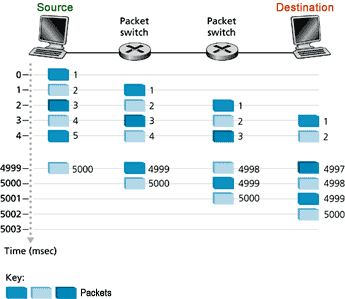 Source Packet switch Packet switch Destination
0 1
1 2 1
2 3 2 1
3 4 3 2 1
4 5 4 3 2
4999 5000 4999 4998 4997
5000 5000 4999 4998
5001 5000 4999
5002 5000
5003
Time (msec)
Key:
Packets